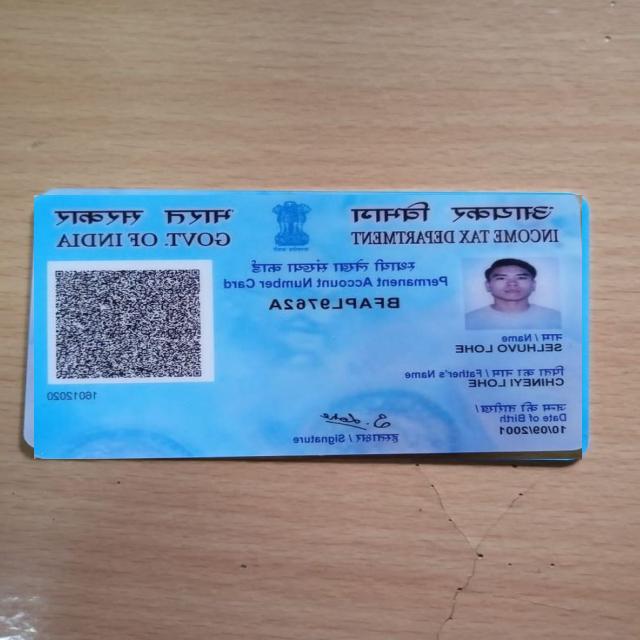 आयकर विभाग
INCOME TAX DEPARTMENT
भारत सरकार
GOVT. OF INDIA
स्थायी लेखा संख्या कार्ड
Permanent Account Number Card
BFAPL9762A
नाम / Name
SELHUVO LOHE
पिता का नाम / Father's Name
CHINEYI LOHE
जन्म की तारीख/
Date of Birth
10/09/2001
S. Lohe
हस्ताक्षर / Signature
16012020